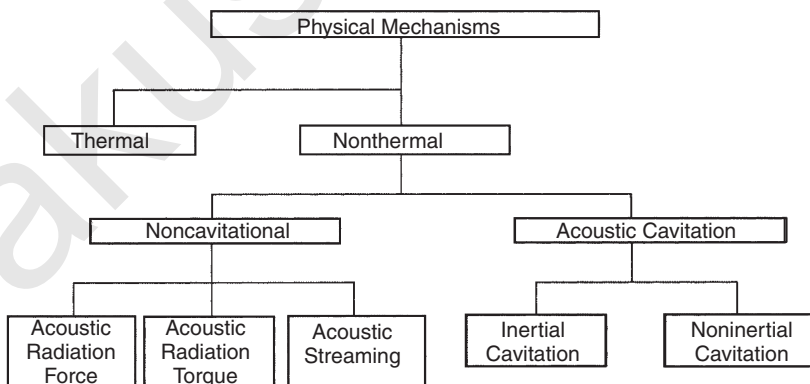 Physical Mechanisms
Thermal
Nonthermal
Noncavitational
Acoustic Cavitation
Acoustic
Radiation
Force
Acoustic
Radiation
Torque
Acoustic
Streaming
Inertial
Cavitation
Noninertial
Cavitation